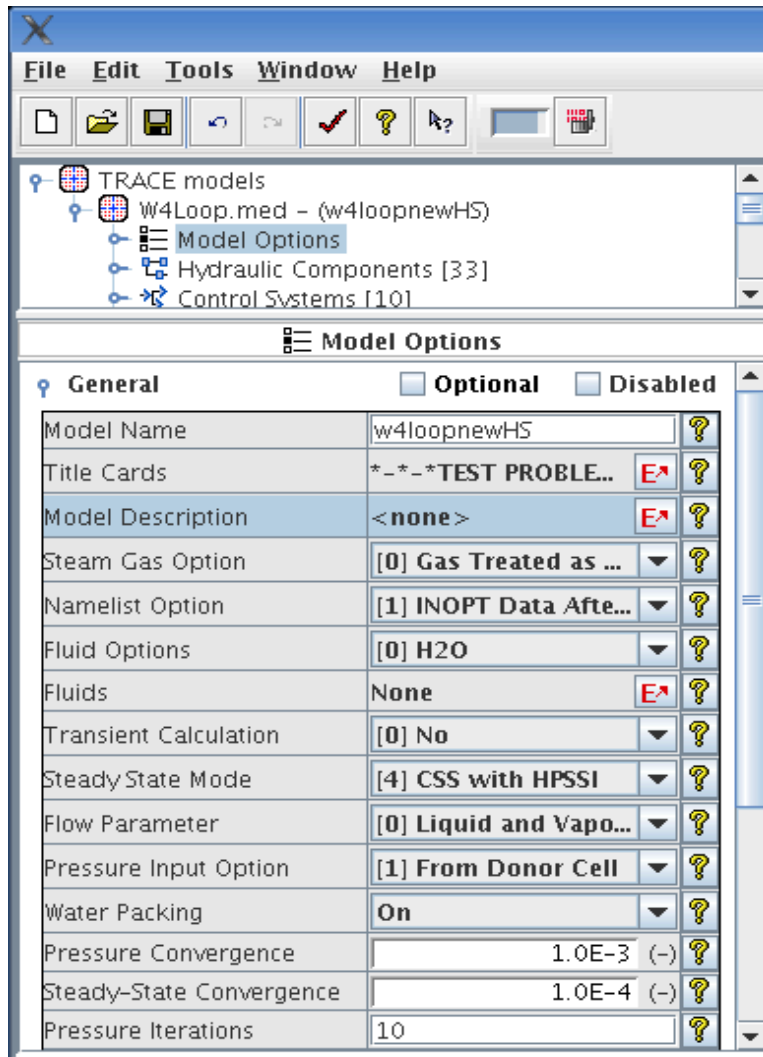 File Edit Tools Window Help
TRACE models
W4Loop.med – (w4loopnewHS)
Model Options
Hydraulic Components [33]
Control Systems [10]
Model Options
General Optional Disabled
Model Name w4loopnewHS
Title Cards *-*-*TEST PROBLE... E
Model Description <none> E
Steam Gas Option [0] Gas Treated as ...
Namelist Option [1] INOPT Data Afte...
Fluid Options [0] H2O
Fluids None E
Transient Calculation [0] No
Steady State Mode [4] CSS with HPSSI
Flow Parameter [0] Liquid and Vapo...
Pressure Input Option [1] From Donor Cell
Water Packing On
Pressure Convergence 1.0E-3 (-)
Steady-State Convergence 1.0E-4 (-)
Pressure Iterations 10